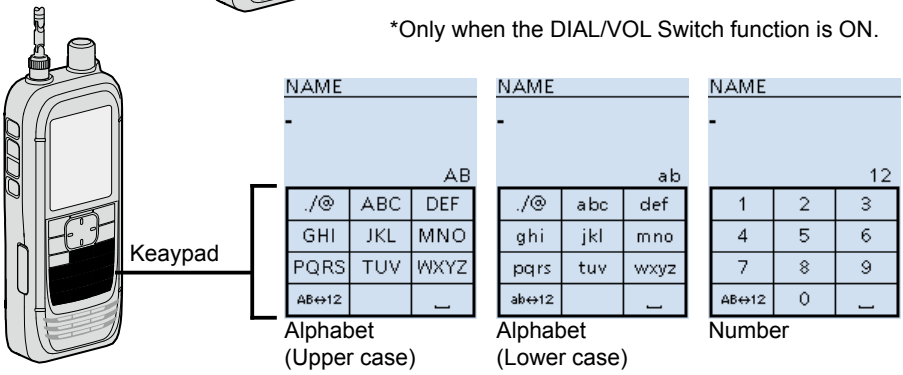 *Only when the DIAL/VOL Switch function is ON.
NAME NAME NAME
- - -
AB ab 12
./@ ABC DEF ./@ abc def 1 2 3
GHI JKL MNO ghi jkl mno 4 5 6
Keaypad
PQRS TUV WXYZ pqrs tuv wxyz 7 8 9
AB↔12 ⎵ ab↔12 ⎵ AB↔12 0 ⎵
Alphabet Alphabet Number
(Upper case) (Lower case)